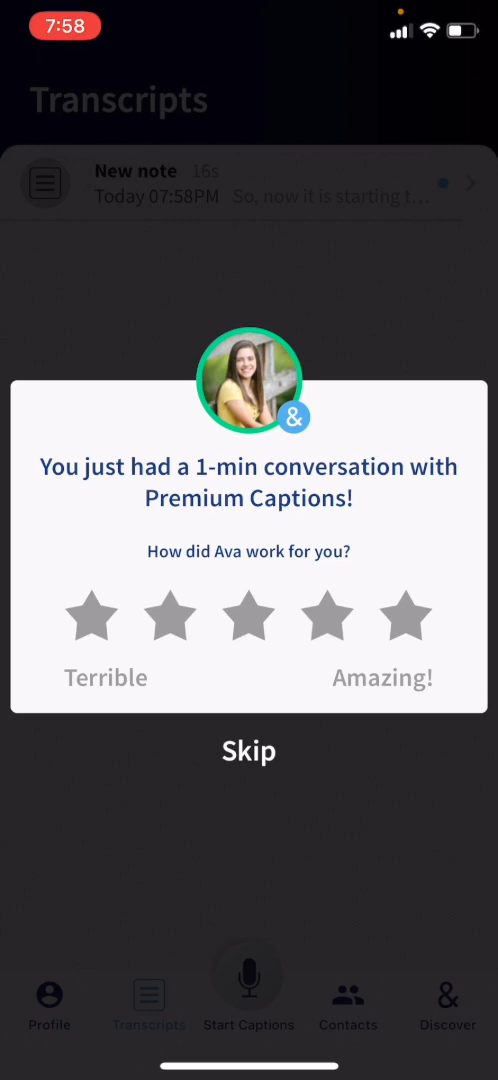 7:58
Transcripts
New note 16s
Today 07:58PM So, now it is starting t...
&
You just had a 1-min conversation with
Premium Captions!
How did Ava work for you?
Terrible Amazing!
Skip
&
Profile Transcripts Start Captions Contacts Discover